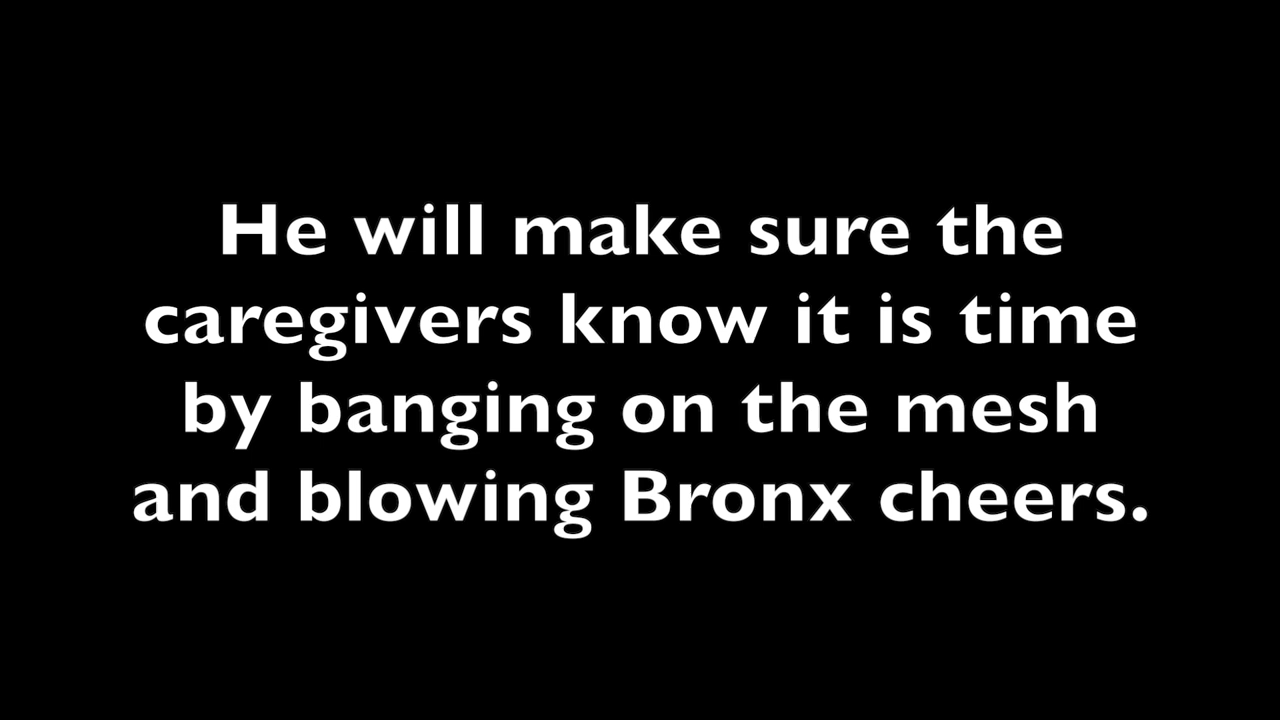 He will make sure the
caregivers know it is time
by banging on the mesh
and blowing Bronx cheers.